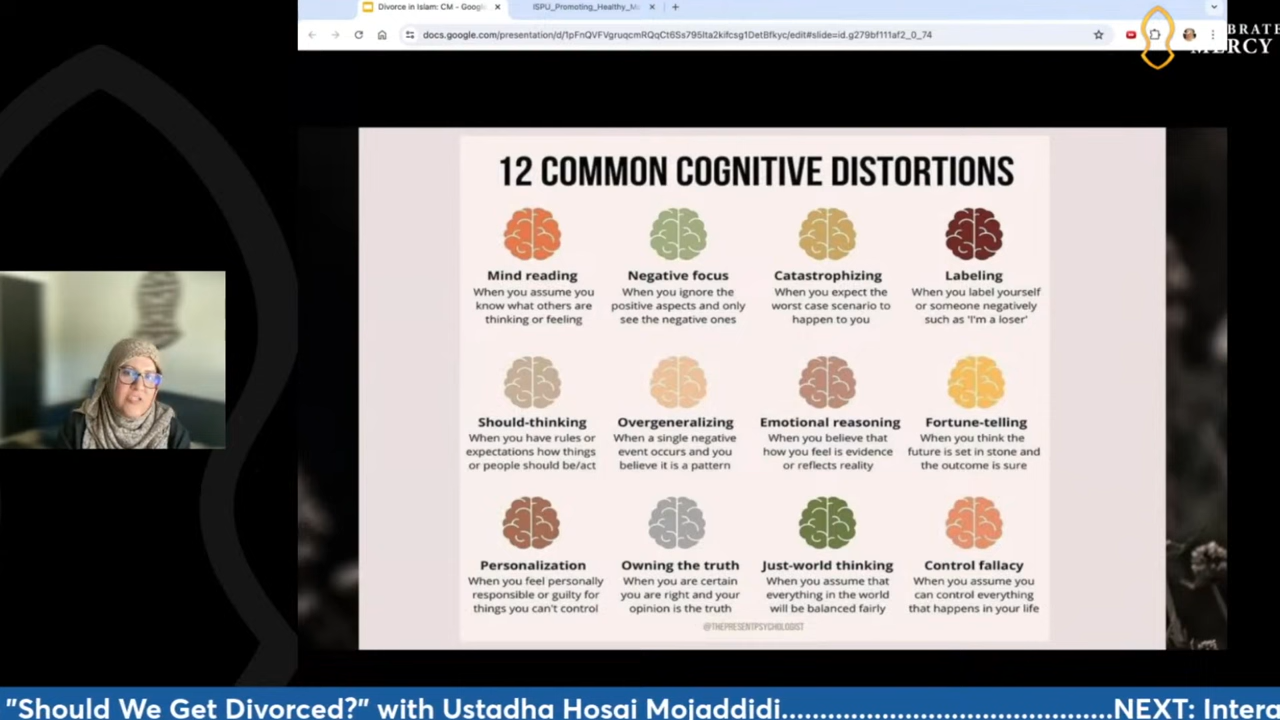 Divorce in Islam: CM - Google
ISPU_Promoting_Healthy_Ma
docs.google.com/presentation/d/1pFnQVFVgruqcmRQqCt6Ss795Ita2kifcsg1DetBfkyc/edit#slide=id.g279bf111af2_0_74
BRATE
MERCY
12 COMMON COGNITIVE DISTORTIONS
Mind reading
When you assume you
know what others are
thinking or feeling
Negative focus
When you ignore the
positive aspects and only
see the negative ones
Catastrophizing
When you expect the
worst case scenario to
happen to you
Labeling
When you label yourself
or someone negatively
such as 'I'm a loser'
Should-thinking
When you have rules or
expectations how things
or people should be/act
Overgeneralizing
When a single negative
event occurs and you
believe it is a pattern
Emotional reasoning
When you believe that
how you feel is evidence
or reflects reality
Fortune-telling
When you think the
future is set in stone and
the outcome is sure
Personalization
When you feel personally
responsible or guilty for
things you can't control
Owning the truth
When you are certain
you are right and your
opinion is the truth
Just-world thinking
When you assume that
everything in the world
will be balanced fairly
Control fallacy
When you assume you
can control everything
that happens in your life
@THEPRESENTPSYCHOLOGIST
"Should We Get Divorced?" with Ustadha Hosai Mojaddidi.......................................NEXT: Intera